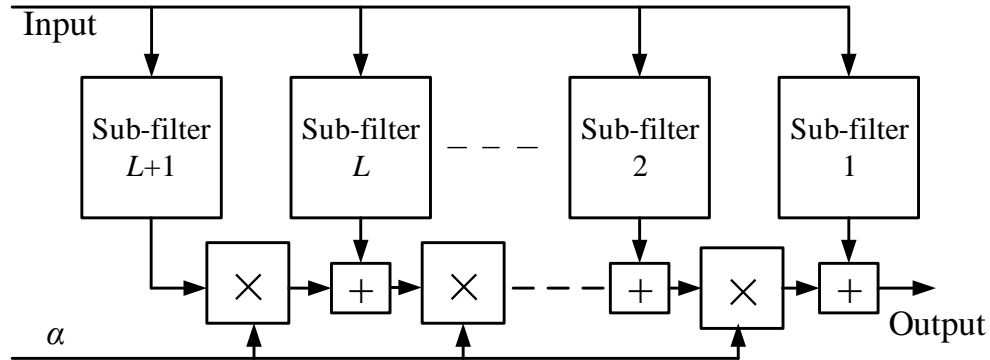 Input
Sub-filter
L+1
Sub-filter
L
Sub-filter
2
Sub-filter
1
×
+
×
+
×
+
Output
α